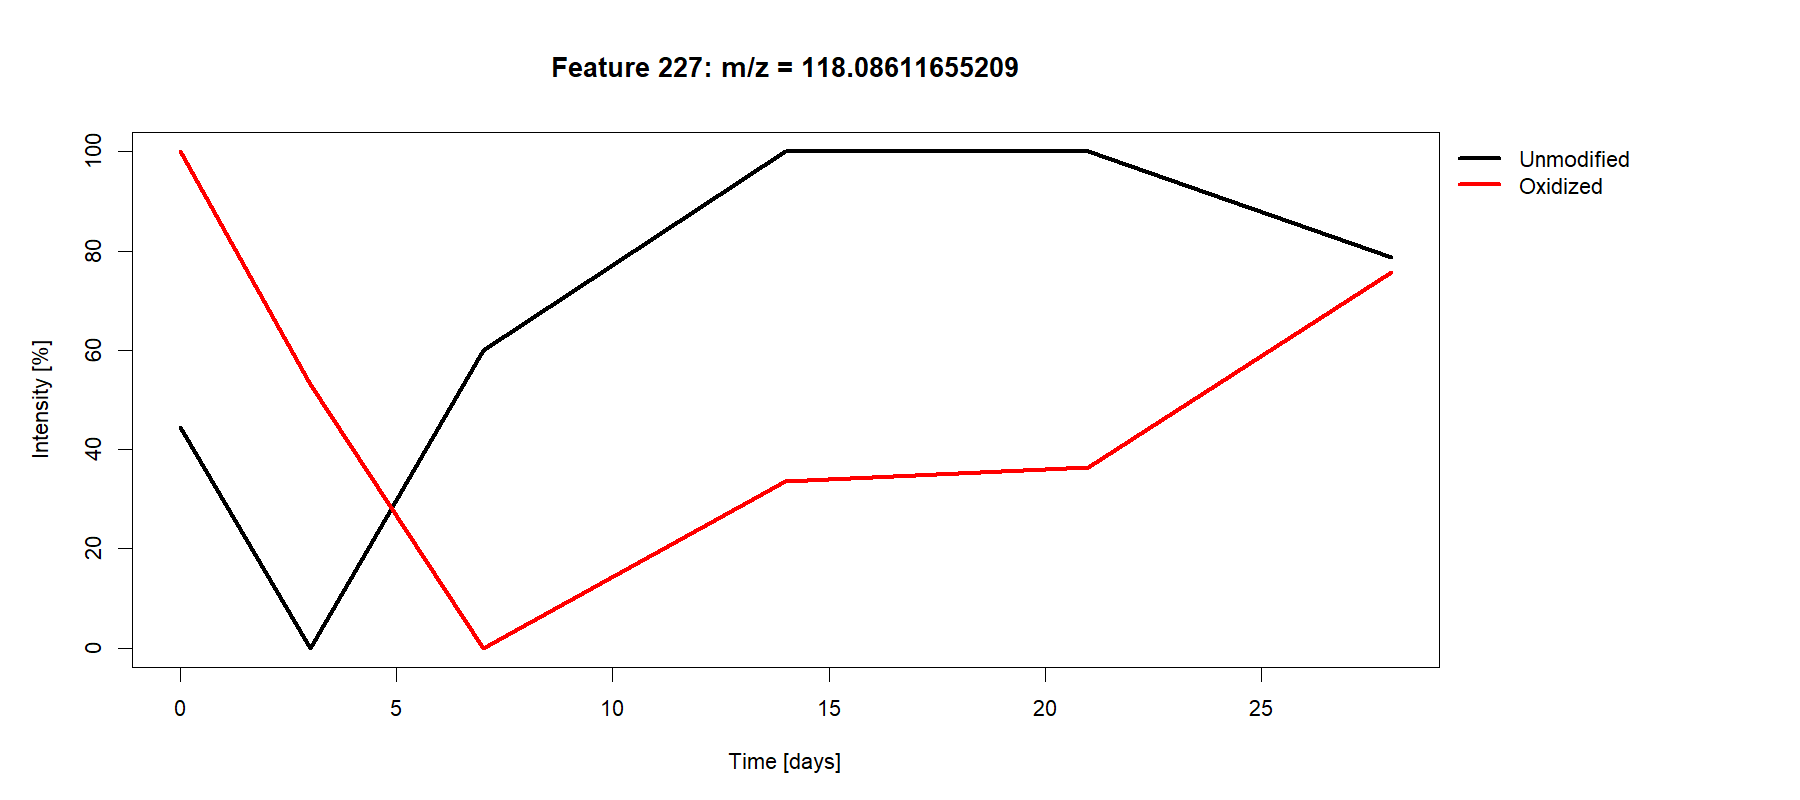 Feature 227: m/z = 118.08611655209
Unmodified
Oxidized
Intensity [%]
100
80
60
40
20
0
0 5 10 15 20 25
Time [days]